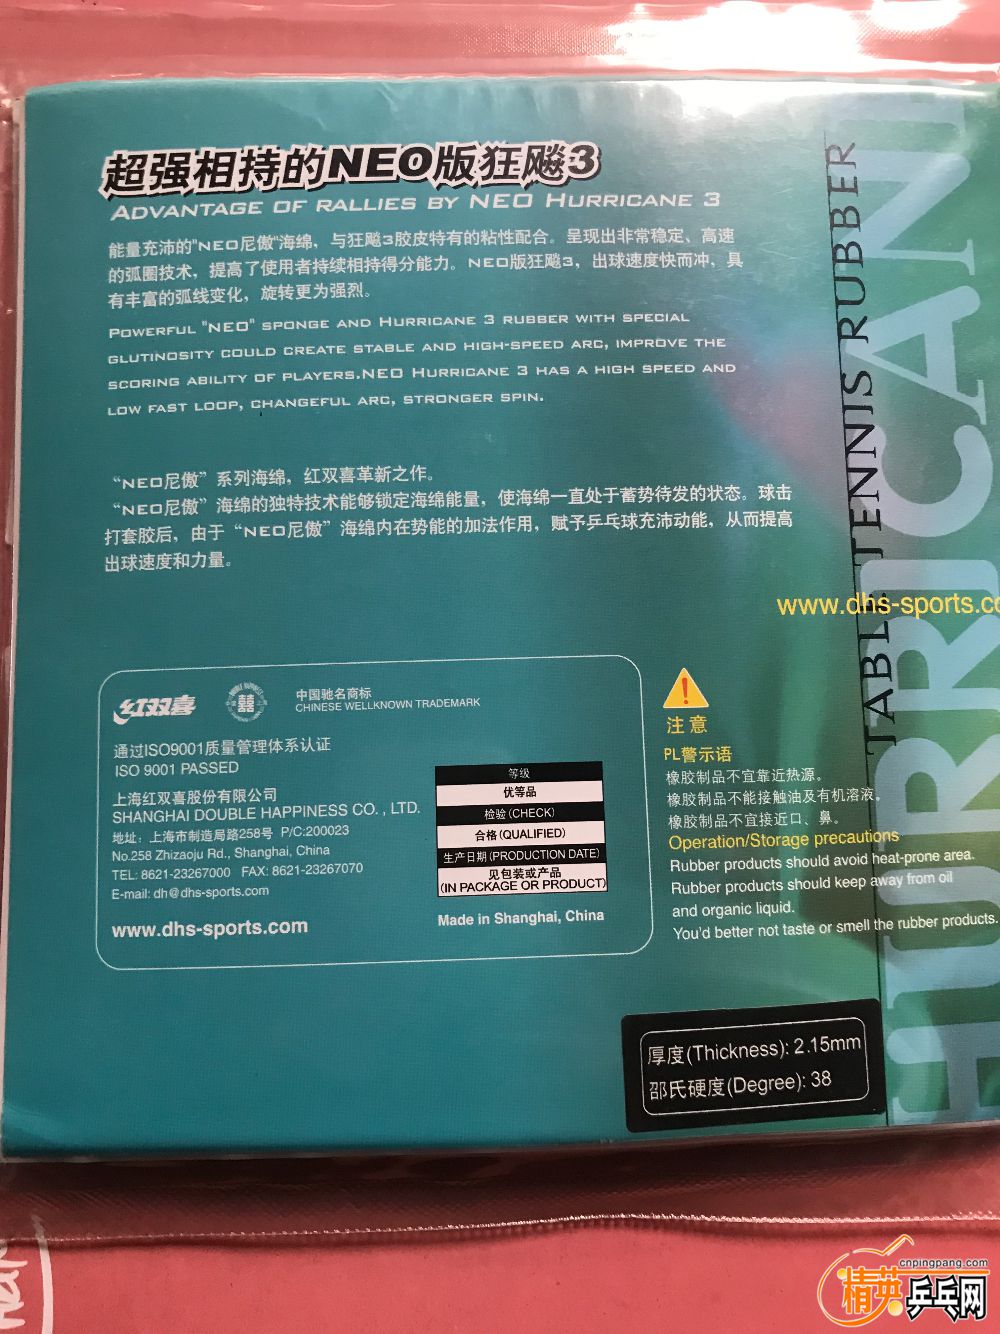 超强相持的NEO版狂飚3
ADVANTAGE OF RALLIES BY NEO HURRICANE 3
能量充沛的"NEO尼傲"海绵，与狂飚3胶皮特有的粘性配合。呈现出非常稳定、高速
的弧圈技术，提高了使用者持续相持得分能力。NEO版狂飚3，出球速度快而冲，具
有丰富的弧线变化，旋转更为强烈。
POWERFUL "NEO" SPONGE AND HURRICANE 3 RUBBER WITH SPECIAL
GLUTINOSITY COULD CREATE STABLE AND HIGH-SPEED ARC, IMPROVE THE
SCORING ABILITY OF PLAYERS.NEO HURRICANE 3 HAS A HIGH SPEED AND
LOW FAST LOOP, CHANGEFUL ARC, STRONGER SPIN.
“NEO尼傲”系列海绵，红双喜革新之作。
“NEO尼傲”海绵的独特技术能够锁定海绵能量，使海绵一直处于蓄势待发的状态。球击
打套胶后，由于“NEO尼傲”海绵内在势能的加法作用，赋予乒乓球充沛动能，从而提高
出球速度和力量。
TABLE TENNIS RUBBER
HURRICAN
www.dhs-sports.co
红双喜
中国驰名商标
CHINESE WELLKNOWN TRADEMARK
通过ISO9001质量管理体系认证
ISO 9001 PASSED
上海红双喜股份有限公司
SHANGHAI DOUBLE HAPPINESS CO., LTD.
地址：上海市制造局路258号 P/C:200023
No.258 Zhizaoju Rd., Shanghai, China
TEL: 8621-23267000 FAX: 8621-23267070
E-mail: dh@dhs-sports.com
www.dhs-sports.com
等级
优等品
检验(CHECK)
合格(QUALIFIED)
生产日期(PRODUCTION DATE)
见包装或产品
(IN PACKAGE OR PRODUCT)
Made in Shanghai, China
注意
PL警示语
橡胶制品不宜靠近热源。
橡胶制品不能接触油及有机溶液。
橡胶制品不宜接近口、鼻。
Operation/Storage precautions
Rubber products should avoid heat-prone area.
Rubber products should keep away from oil
and organic liquid.
You'd better not taste or smell the rubber products.
厚度(Thickness): 2.15mm
邵氏硬度(Degree): 38
cnpingpang.com
精英乒乓网